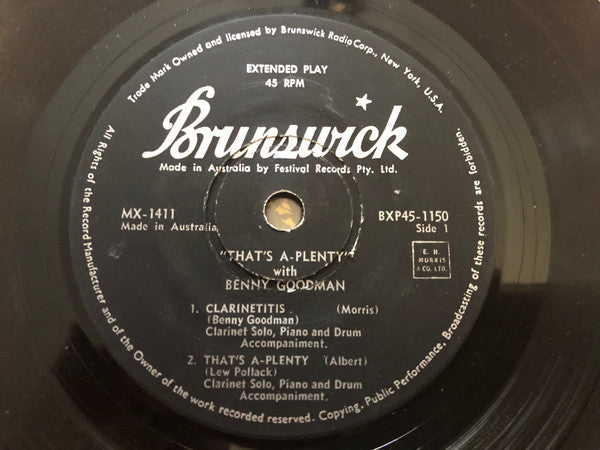 Trade Mark Owned and licensed by Brunswick Radio Corp., New York, U.S.A.
EXTENDED PLAY
45 RPM
Brunswick
Made in Australia by Festival Records Pty. Ltd.
MX-1411
Made in Australia
BXP45-1150
Side 1
"THAT'S A-PLENTY"
with
BENNY GOODMAN
E. H.
MORRIS
& CO. LTD.
1. CLARINETITIS (Morris)
(Benny Goodman)
Clarinet Solo, Piano and Drum
Accompaniment.
2. THAT'S A-PLENTY (Albert)
(Lew Pollack)
Clarinet Solo, Piano and Drum
Accompaniment.
All Rights of the Record Manufacturer and of the Owner of the work recorded reserved. Copying, Public Performance, Broadcasting of these records are forbidden.